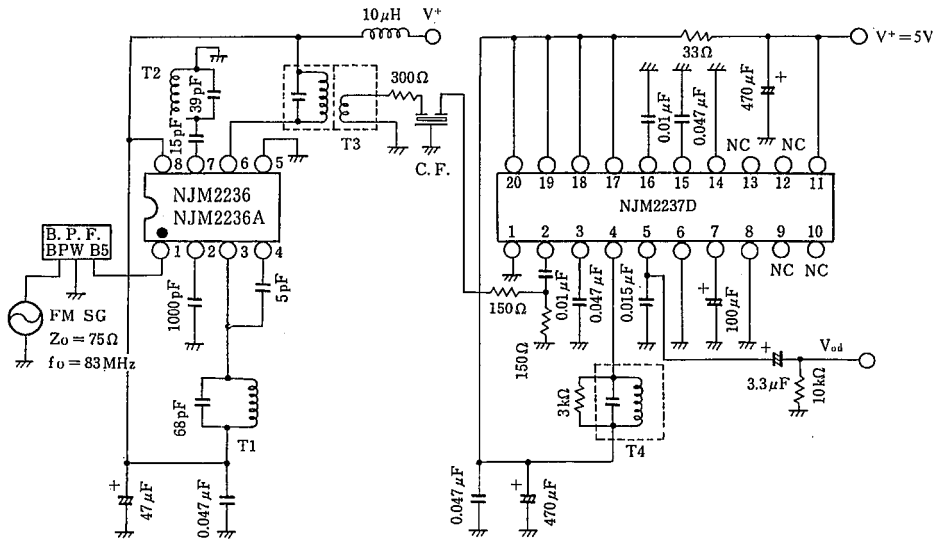 10μH
V⁺
T2
39pF
15pF
300Ω
T3
C. F.
8
7
6
5
NJM2236
NJM2236A
1
2
3
4
B. P. F.
BPW B5
FM SG
Zo = 75Ω
fo = 83MHz
1000pF
5pF
68pF
T1
+
47μF
0.047μF
V⁺ = 5V
33Ω
0.01μF
0.047μF
470μF
+
NC
NC
20
19
18
17
16
15
14
13
12
11
NJM2237D
1
2
3
4
5
6
7
8
9
10
NC
NC
150Ω
150Ω
0.01μF
0.047μF
0.015μF
+
100μF
3kΩ
T4
+
3.3μF
Vod
10kΩ
0.047μF
+
470μF